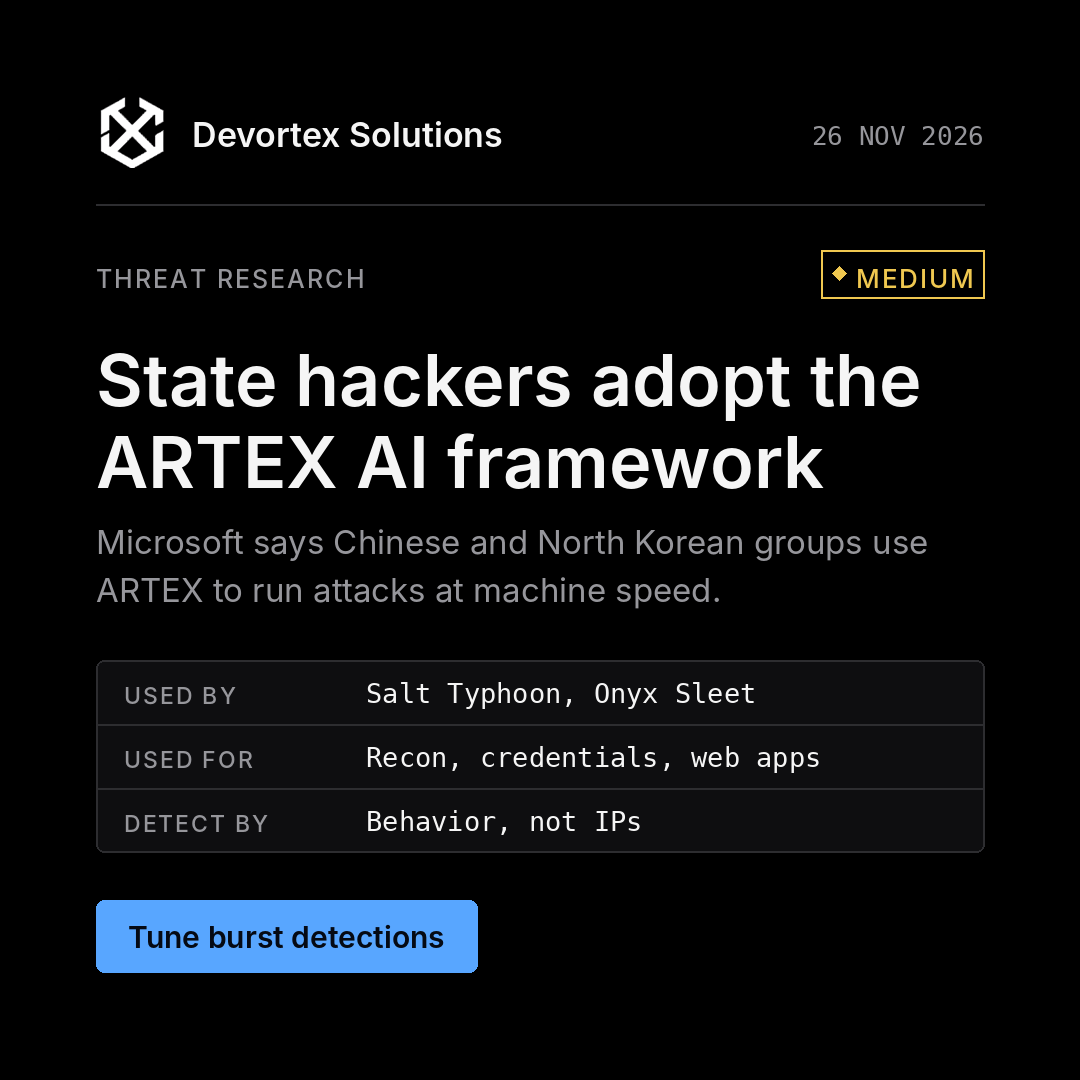 Devortex Solutions
26 NOV 2026
THREAT RESEARCH
MEDIUM
State hackers adopt the
ARTEX AI framework
Microsoft says Chinese and North Korean groups use
ARTEX to run attacks at machine speed.
USED BY Salt Typhoon, Onyx Sleet
USED FOR Recon, credentials, web apps
DETECT BY Behavior, not IPs
Tune burst detections